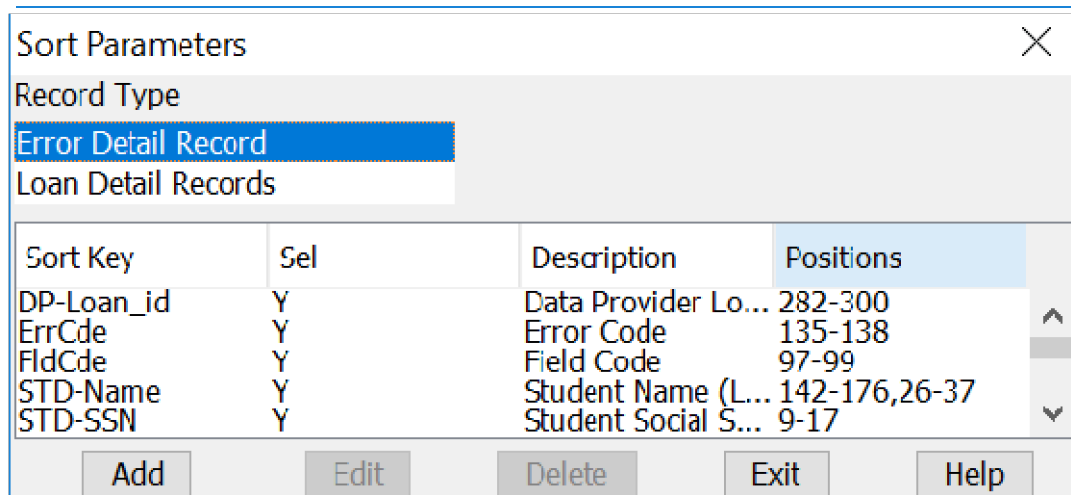 Sort Parameters
Record Type
Error Detail Record
Loan Detail Records
Sort Key Sel Description Positions
DP-Loan_id Y Data Provider Lo... 282-300
ErrCde Y Error Code 135-138
FldCde Y Field Code 97-99
STD-Name Y Student Name (L... 142-176,26-37
STD-SSN Y Student Social S... 9-17
Add Edit Delete Exit Help